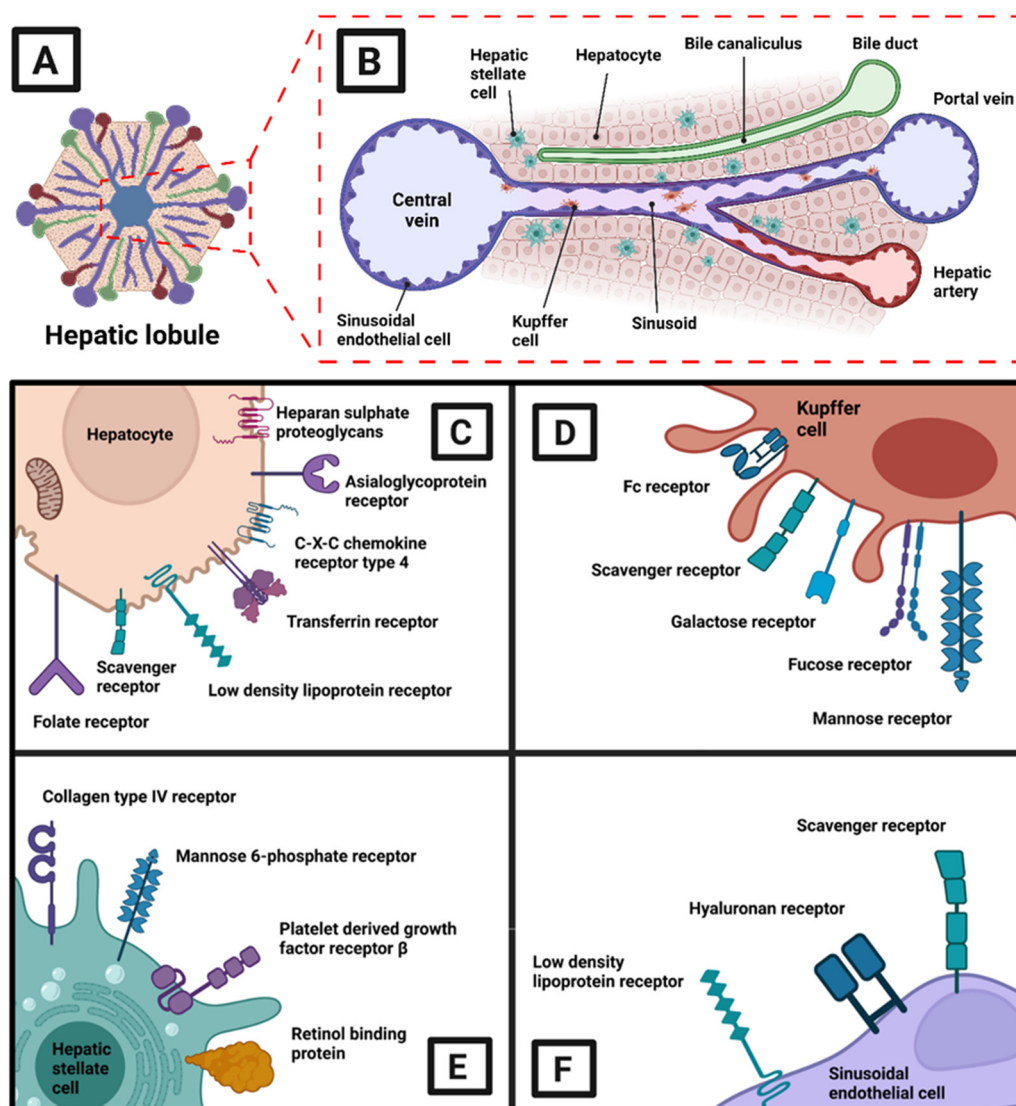 A
Hepatic lobule
B
Hepatic
stellate
cell
Hepatocyte
Bile canaliculus
Bile duct
Portal vein
Central
vein
Hepatic
artery
Sinusoidal
endothelial cell
Kupffer
cell
Sinusoid
C
Hepatocyte
Heparan sulphate
proteoglycans
Asialoglycoprotein
receptor
C-X-C chemokine
receptor type 4
Transferrin receptor
Scavenger
receptor
Low density lipoprotein receptor
Folate receptor
D
Kupffer
cell
Fc receptor
Scavenger receptor
Galactose receptor
Fucose receptor
Mannose receptor
Collagen type IV receptor
Mannose 6-phosphate receptor
Platelet derived growth
factor receptor β
Retinol binding
protein
Hepatic
stellate
cell
E
Scavenger receptor
Hyaluronan receptor
Low density
lipoprotein receptor
F
Sinusoidal
endothelial cell